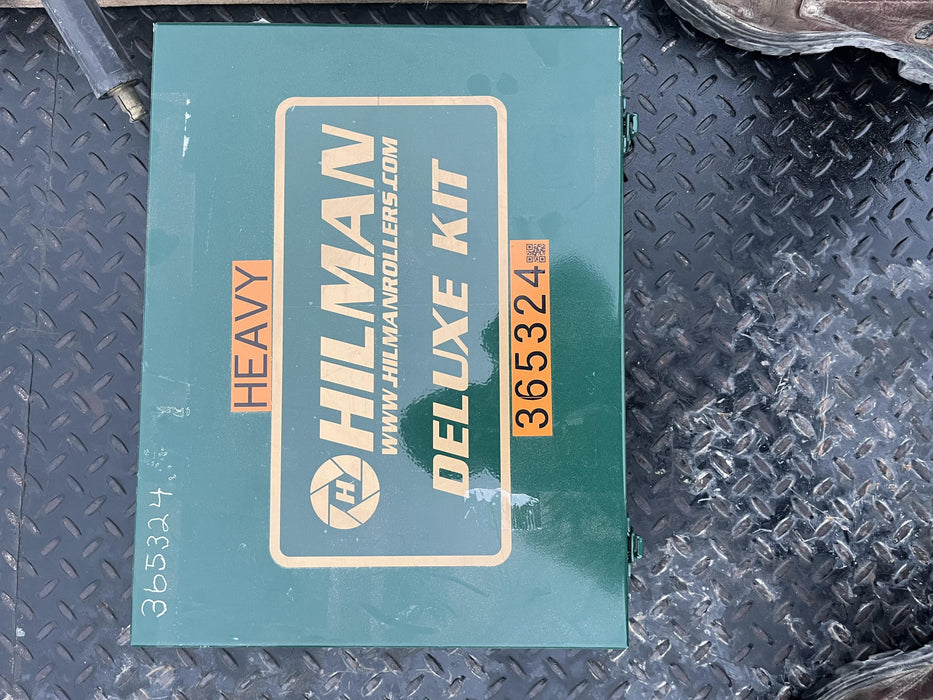 365324
HEAVY
H
HILMAN
WWW.HILMANROLLERS.COM
DELUXE KIT
365324